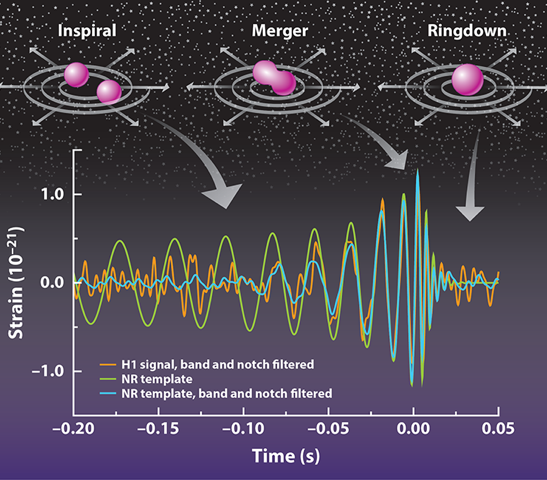 Inspiral
Merger
Ringdown
Strain (10⁻²¹)
1.0
0.0
−1.0
H1 signal, band and notch filtered
NR template
NR template, band and notch filtered
−0.20
−0.15
−0.10
−0.05
0.00
0.05
Time (s)